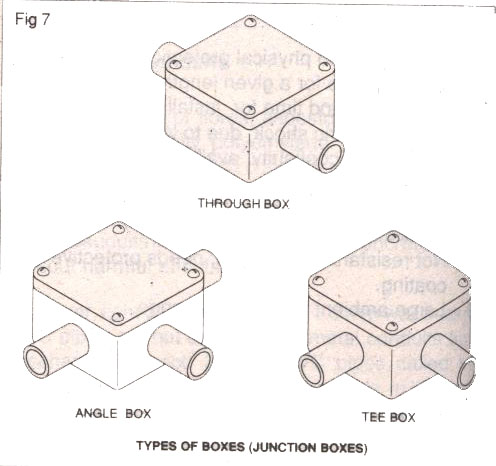 Fig 7
THROUGH BOX
ANGLE BOX
TEE BOX
TYPES OF BOXES (JUNCTION BOXES)